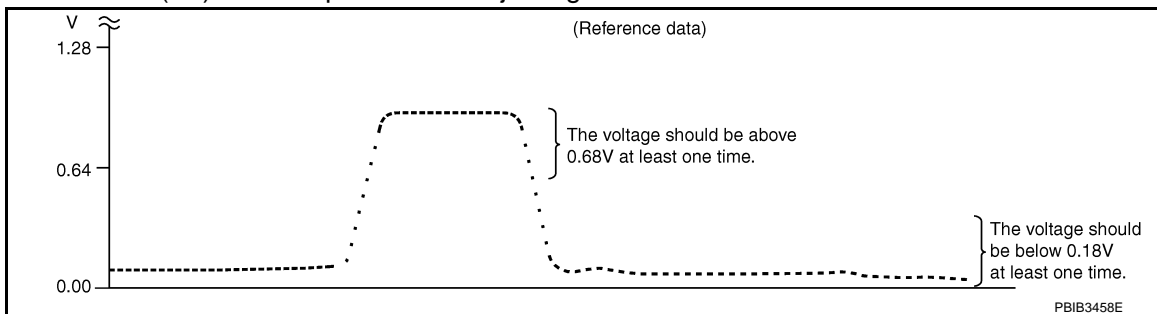 V
(Reference data)
1.28
The voltage should be above
0.68V at least one time.
0.64
The voltage should
be below 0.18V
at least one time.
0.00
PBIB3458E